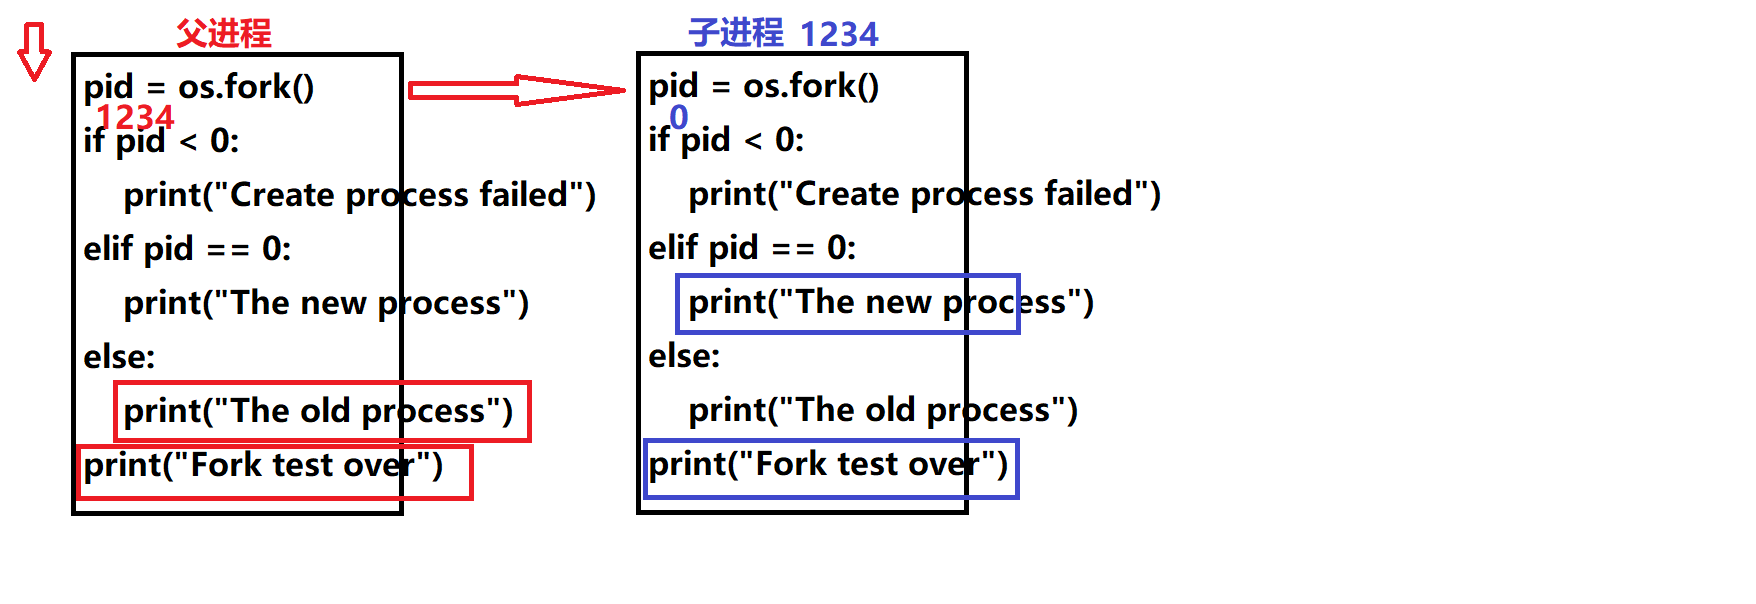 父进程
pid = os.fork()
1234
if pid < 0:
print("Create process failed")
elif pid == 0:
print("The new process")
else:
print("The old process")
print("Fork test over")
子进程 1234
pid = os.fork()
0
if pid < 0:
print("Create process failed")
elif pid == 0:
print("The new process")
else:
print("The old process")
print("Fork test over")